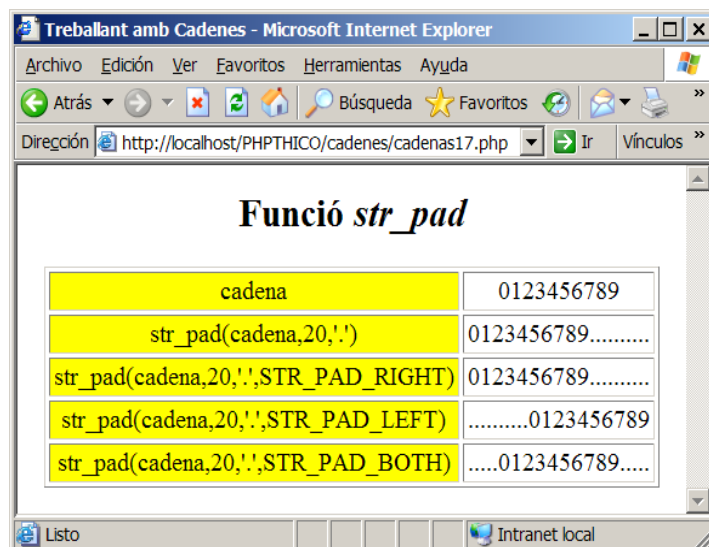 Treballant amb Cadenes - Microsoft Internet Explorer
Archivo Edición Ver Favoritos Herramientas Ayuda
Atrás Búsqueda Favoritos »
Dirección http://localhost/PHPTHICO/cadenes/cadenas17.php Ir Vínculos »
Funció str_pad
cadena 0123456789
str_pad(cadena,20,'.') 0123456789..........
str_pad(cadena,20,'.',STR_PAD_RIGHT) 0123456789..........
str_pad(cadena,20,'.',STR_PAD_LEFT) ..........0123456789
str_pad(cadena,20,'.',STR_PAD_BOTH) .....0123456789.....
Listo Intranet local